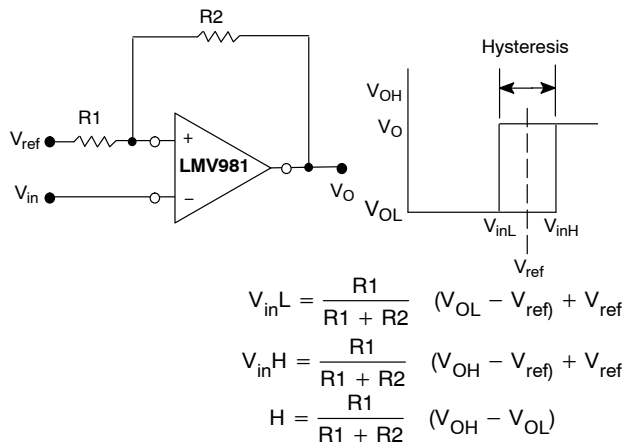 R2
Hysteresis
R1
V_OH
V_ref
+
LMV981
V_O
V_in
−
V_O
V_OL
V_inL
V_inH
V_ref
V_inL = R1 / (R1 + R2) (V_OL − V_ref) + V_ref
V_inH = R1 / (R1 + R2) (V_OH − V_ref) + V_ref
H = R1 / (R1 + R2) (V_OH − V_OL)